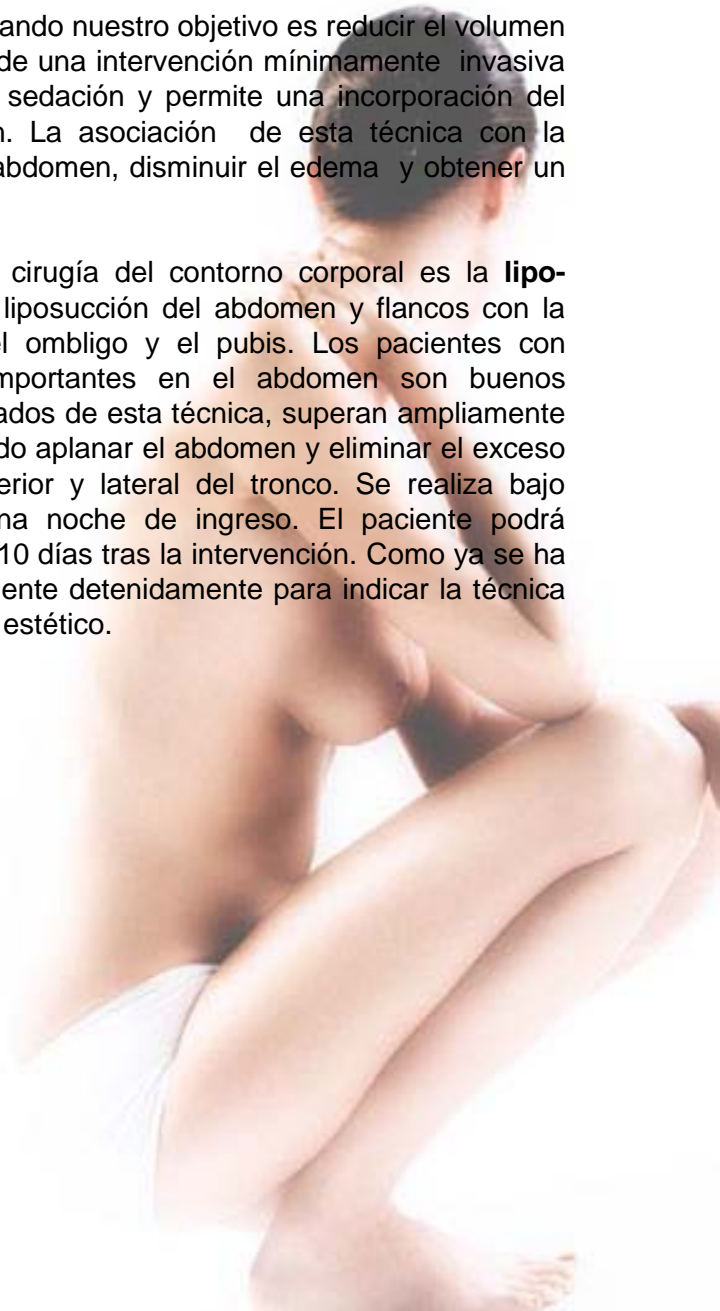 ando nuestro objetivo es reducir el volumen
de una intervención mínimamente invasiva
sedación y permite una incorporación del
n. La asociación de esta técnica con la
abdomen, disminuir el edema y obtener un
cirugía del contorno corporal es la lipo-
liposucción del abdomen y flancos con la
el ombligo y el pubis. Los pacientes con
mportantes en el abdomen son buenos
ados de esta técnica, superan ampliamente
do aplanar el abdomen y eliminar el exceso
erior y lateral del tronco. Se realiza bajo
na noche de ingreso. El paciente podrá
10 días tras la intervención. Como ya se ha
ente detenidamente para indicar la técnica
estético.